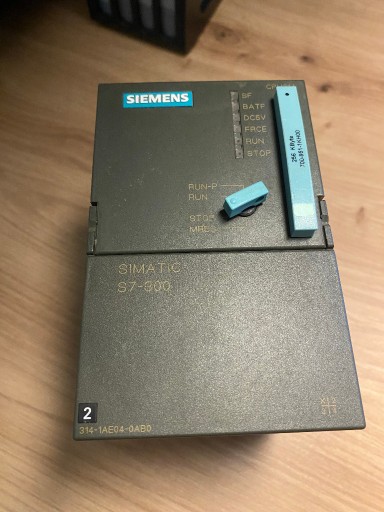 SIEMENS
SF
BATF
DC5V
FRCE
RUN
STOP
256 KByte
RUN-P
RUN
STOP
MRES
SIMATIC
S7-300
2
314-1AE04-0AB0